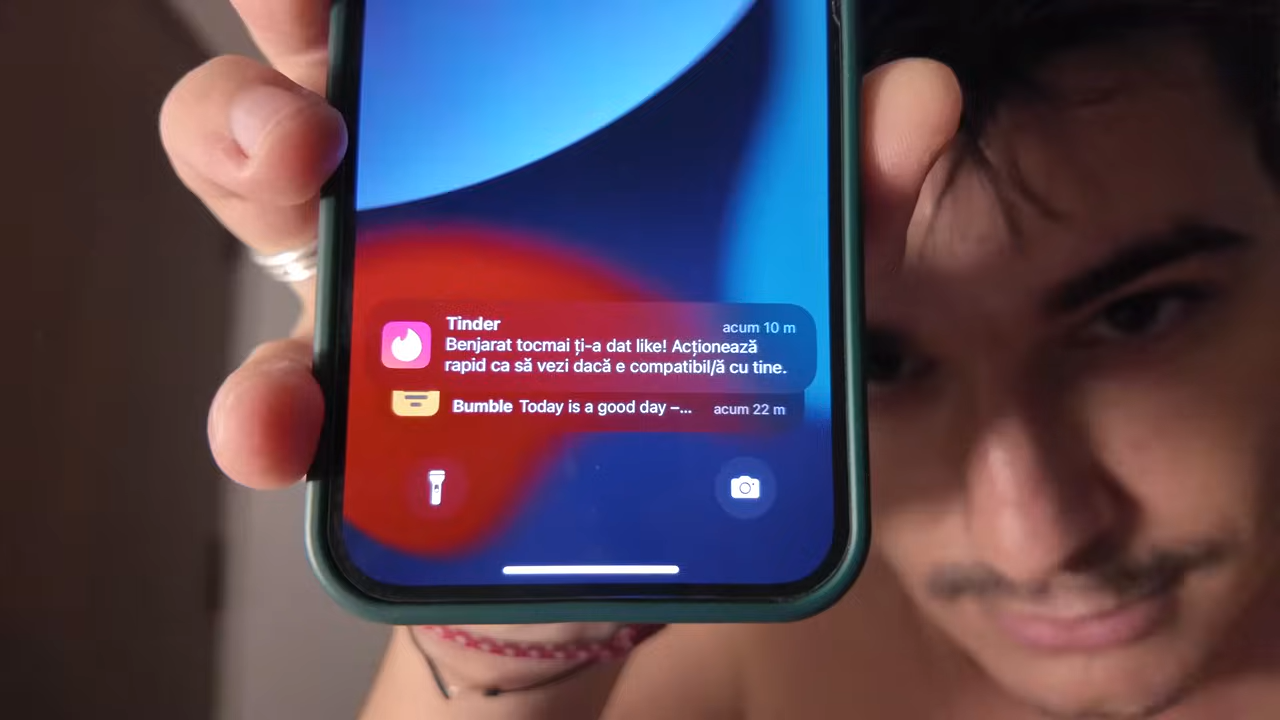 Tinder acum 10 m
Benjarat tocmai ți-a dat like! Acționează
rapid ca să vezi dacă e compatibil/ă cu tine.
Bumble Today is a good day –... acum 22 m